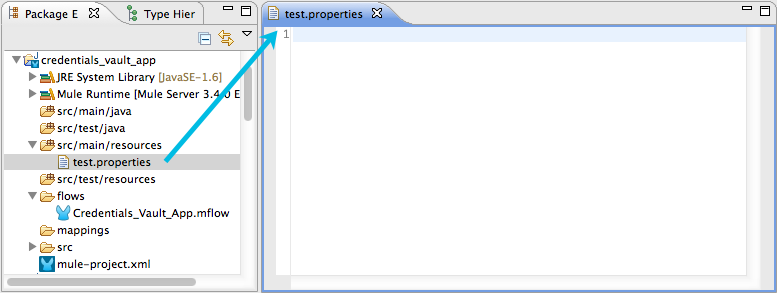 Package E
Type Hier
credentials_vault_app
JRE System Library [JavaSE-1.6]
Mule Runtime [Mule Server 3.4.0 E
src/main/java
src/test/java
src/main/resources
test.properties
src/test/resources
flows
Credentials_Vault_App.mflow
mappings
src
mule-project.xml
test.properties
1